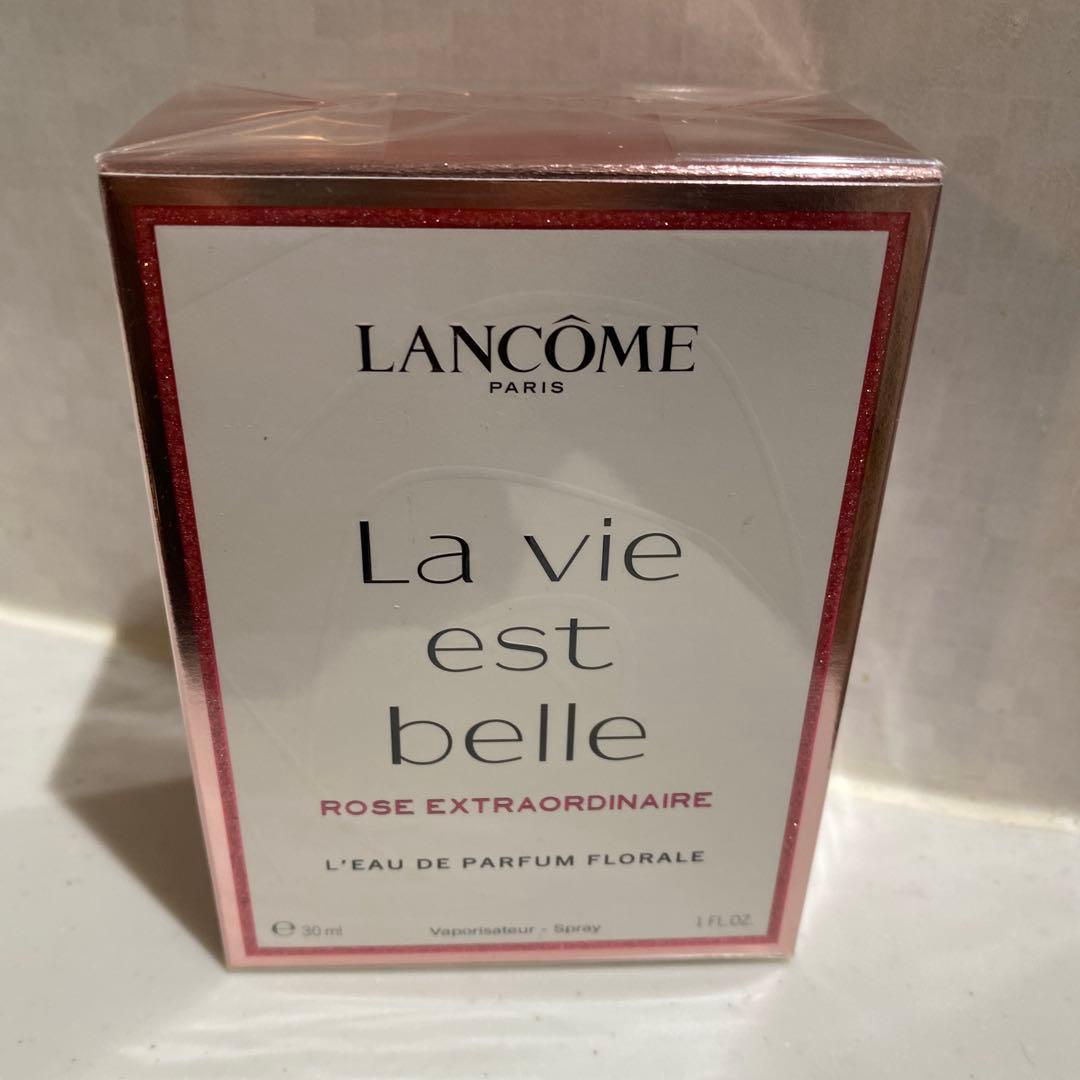 LANCÔME
PARIS
La vie
est
belle
ROSE EXTRAORDINAIRE
L'EAU DE PARFUM FLORALE
℮ 30 ml Vaporisateur - Spray 1 FL.OZ.